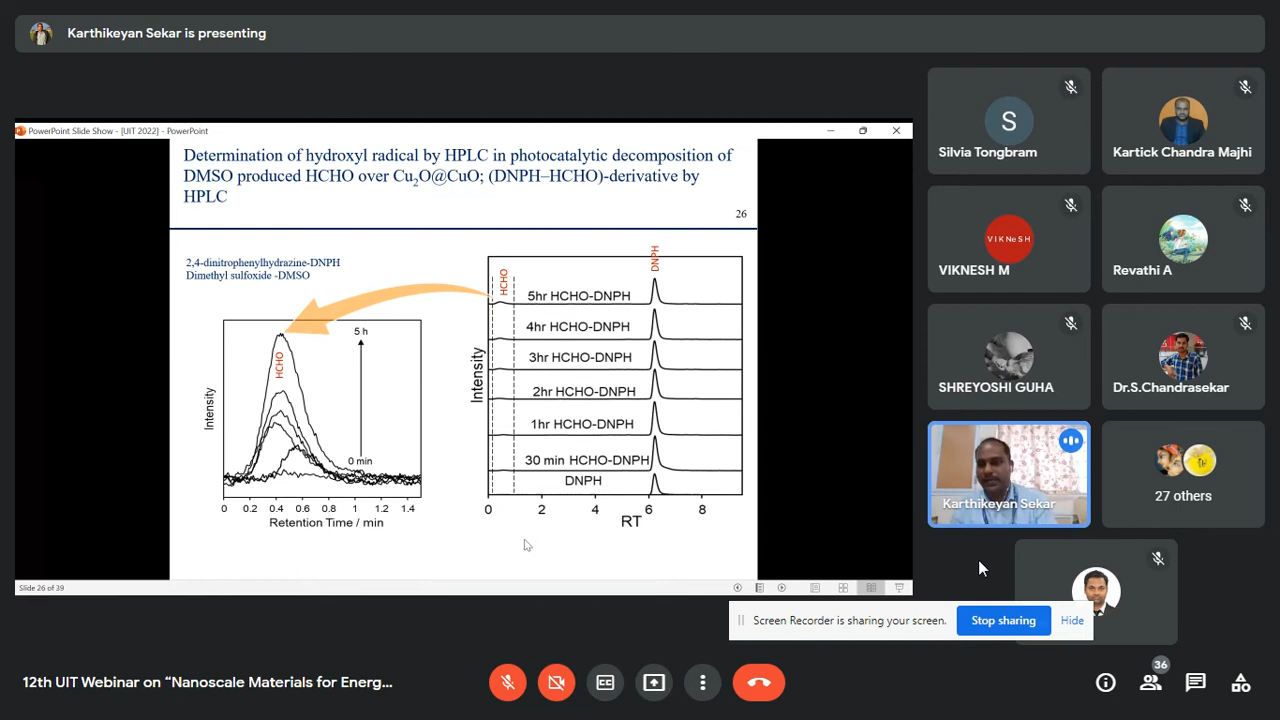 Karthikeyan Sekar is presenting
PowerPoint Slide Show - [UIT 2022] - PowerPoint
Determination of hydroxyl radical by HPLC in photocatalytic decomposition of
DMSO produced HCHO over Cu₂O@CuO; (DNPH–HCHO)-derivative by
HPLC
26
2,4-dinitrophenylhydrazine-DNPH
Dimethyl sulfoxide -DMSO
Intensity
HCHO
5 h
0 min
0 0.2 0.4 0.6 0.8 1.0 1.2 1.4
Retention Time / min
Intensity
HCHO
DNPH
5hr HCHO-DNPH
4hr HCHO-DNPH
3hr HCHO-DNPH
2hr HCHO-DNPH
1hr HCHO-DNPH
30 min HCHO-DNPH
DNPH
0 2 4 6 8
RT
Slide 26 of 39
S
Silvia Tongbram
Kartick Chandra Majhi
VIKNeSH
VIKNESH M
Revathi A
SHREYOSHI GUHA
Dr.S.Chandrasekar
Karthikeyan Sekar
27 others
Screen Recorder is sharing your screen.
Stop sharing
Hide
12th UIT Webinar on “Nanoscale Materials for Energ...
CC
36